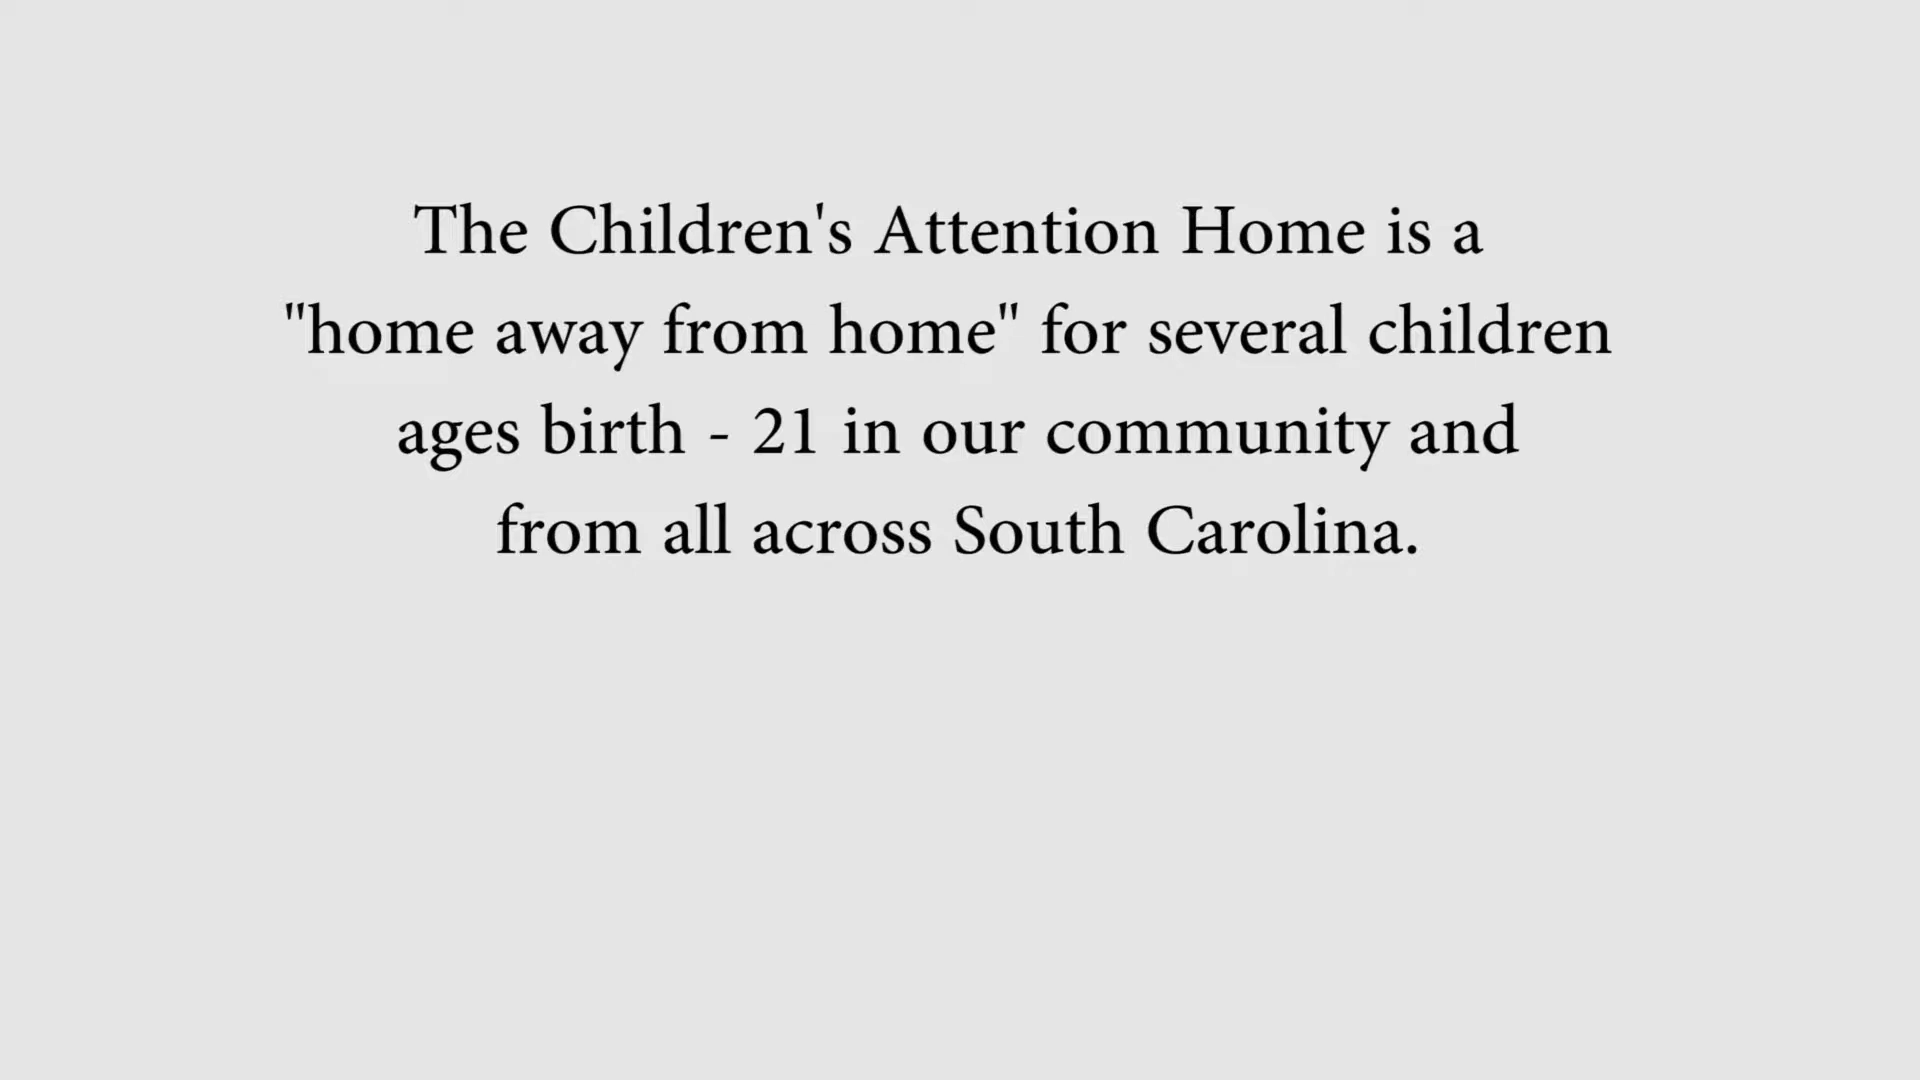 The Children's Attention Home is a
"home away from home" for several children
ages birth - 21 in our community and
from all across South Carolina.